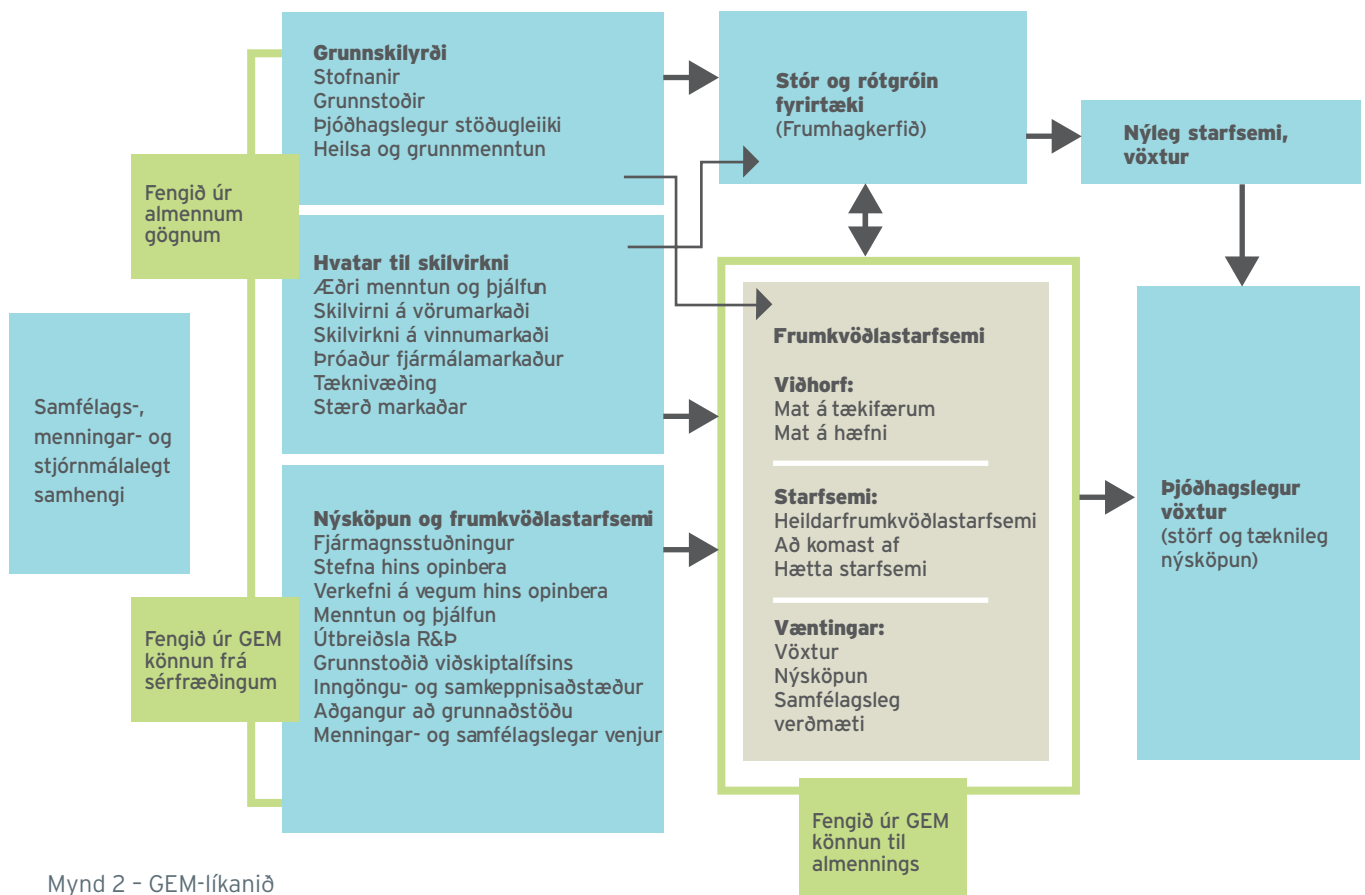 Samfélags-,
menningar- og
stjórnmálalegt
samhengi
Fengið úr
almennum
gögnum
Fengið úr GEM
könnun frá
sérfræðingum
Grunnskilyrði
Stofnanir
Grunnstoðir
Þjóðhagslegur stöðugleiiki
Heilsa og grunnmenntun
Hvatar til skilvirkni
Æðri menntun og þjálfun
Skilvirni á vörumarkaði
Skilvirkni á vinnumarkaði
Þróaður fjármálamarkaður
Tæknivæðing
Stærð markaðar
Nýsköpun og frumkvöðlastarfsemi
Fjármagnsstuðningur
Stefna hins opinbera
Verkefni á vegum hins opinbera
Menntun og þjálfun
Útbreiðsla R&Þ
Grunnstoðið viðskiptalífsins
Inngöngu- og samkeppnisaðstæður
Aðgangur að grunnaðstöðu
Menningar- og samfélagslegar venjur
Stór og rótgróin
fyrirtæki
(Frumhagkerfið)
Frumkvöðlastarfsemi
Viðhorf:
Mat á tækifærum
Mat á hæfni
Starfsemi:
Heildarfrumkvöðlastarfsemi
Að komast af
Hætta starfsemi
Væntingar:
Vöxtur
Nýsköpun
Samfélagsleg
verðmæti
Fengið úr GEM
könnun til
almennings
Nýleg starfsemi,
vöxtur
Þjóðhagslegur
vöxtur
(störf og tæknileg
nýsköpun)
Mynd 2 – GEM-líkanið